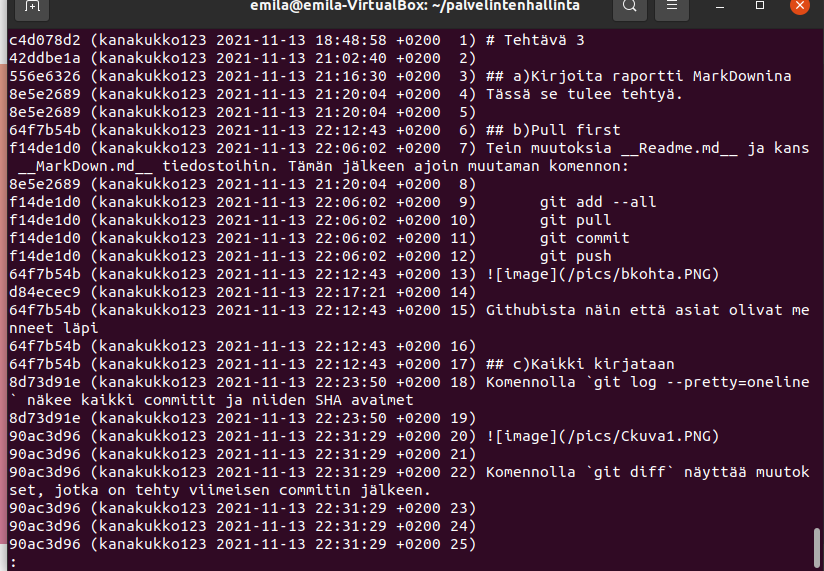 emila@emila-VirtualBox: ~/palvelintenhallinta
c4d078d2 (kanakukko123 2021-11-13 18:48:58 +0200  1) # Tehtävä 3
42ddbe1a (kanakukko123 2021-11-13 21:02:40 +0200  2)
556e6326 (kanakukko123 2021-11-13 21:16:30 +0200  3) ## a)Kirjoita raportti MarkDownina
8e5e2689 (kanakukko123 2021-11-13 21:20:04 +0200  4) Tässä se tulee tehtyä.
8e5e2689 (kanakukko123 2021-11-13 21:20:04 +0200  5)
64f7b54b (kanakukko123 2021-11-13 22:12:43 +0200  6) ## b)Pull first
f14de1d0 (kanakukko123 2021-11-13 22:06:02 +0200  7) Tein muutoksia __Readme.md__ ja kans
 __MarkDown.md__ tiedostoihin. Tämän jälkeen ajoin muutaman komennon:
8e5e2689 (kanakukko123 2021-11-13 21:20:04 +0200  8)
f14de1d0 (kanakukko123 2021-11-13 22:06:02 +0200  9)       git add --all
f14de1d0 (kanakukko123 2021-11-13 22:06:02 +0200 10)       git pull
f14de1d0 (kanakukko123 2021-11-13 22:06:02 +0200 11)       git commit
f14de1d0 (kanakukko123 2021-11-13 22:06:02 +0200 12)       git push
64f7b54b (kanakukko123 2021-11-13 22:12:43 +0200 13) ![image](/pics/bkohta.PNG)
d84ecec9 (kanakukko123 2021-11-13 22:17:21 +0200 14)
64f7b54b (kanakukko123 2021-11-13 22:12:43 +0200 15) Githubista näin että asiat olivat me
nneet läpi
64f7b54b (kanakukko123 2021-11-13 22:12:43 +0200 16)
64f7b54b (kanakukko123 2021-11-13 22:12:43 +0200 17) ## c)Kaikki kirjataan
8d73d91e (kanakukko123 2021-11-13 22:23:50 +0200 18) Komennolla `git log --pretty=oneline
` näkee kaikki commitit ja niiden SHA avaimet
8d73d91e (kanakukko123 2021-11-13 22:23:50 +0200 19)
90ac3d96 (kanakukko123 2021-11-13 22:31:29 +0200 20) ![image](/pics/Ckuva1.PNG)
90ac3d96 (kanakukko123 2021-11-13 22:31:29 +0200 21)
90ac3d96 (kanakukko123 2021-11-13 22:31:29 +0200 22) Komennolla `git diff` näyttää muutok
set, jotka on tehty viimeisen commitin jälkeen.
90ac3d96 (kanakukko123 2021-11-13 22:31:29 +0200 23)
90ac3d96 (kanakukko123 2021-11-13 22:31:29 +0200 24)
90ac3d96 (kanakukko123 2021-11-13 22:31:29 +0200 25)
: